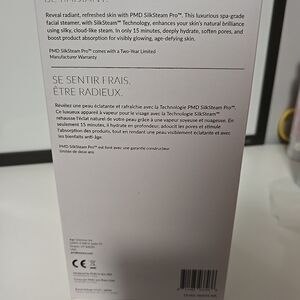 Reveal radiant, refreshed skin with PMD SilkSteam Pro™. This luxurious spa-grade
facial steamer, with SilkSteam™ Technology, enhances your skin's natural brilliance
using silky, cloud-like steam. In only 15 minutes, deeply hydrate, soften pores, and
boost product absorption for visibly glowing, age-defying skin.
PMD SilkSteam Pro™ comes with a Two-Year Limited
Manufacturer Warranty
SE SENTIR FRAIS,
ÊTRE RADIEUX.
Révélez une peau éclatante et rafraîchie avec la Technologie PMD SilkSteam Pro™.
Ce luxueux appareil à vapeur pour le visage avec la Technologie SilkSteam™
rehausse l'éclat naturel de votre peau grâce à une vapeur soyeuse et nuageuse. En
seulement 15 minutes, il hydrate en profondeur, adoucit les pores et stimule
l'absorption des produits, tout en rendant une peau visiblement éclatante et avec
les bienfaits anti-âge.
PMD SilkSteam Pro™ est livré avec une garantie constructeur
limitée de deux ans
CE